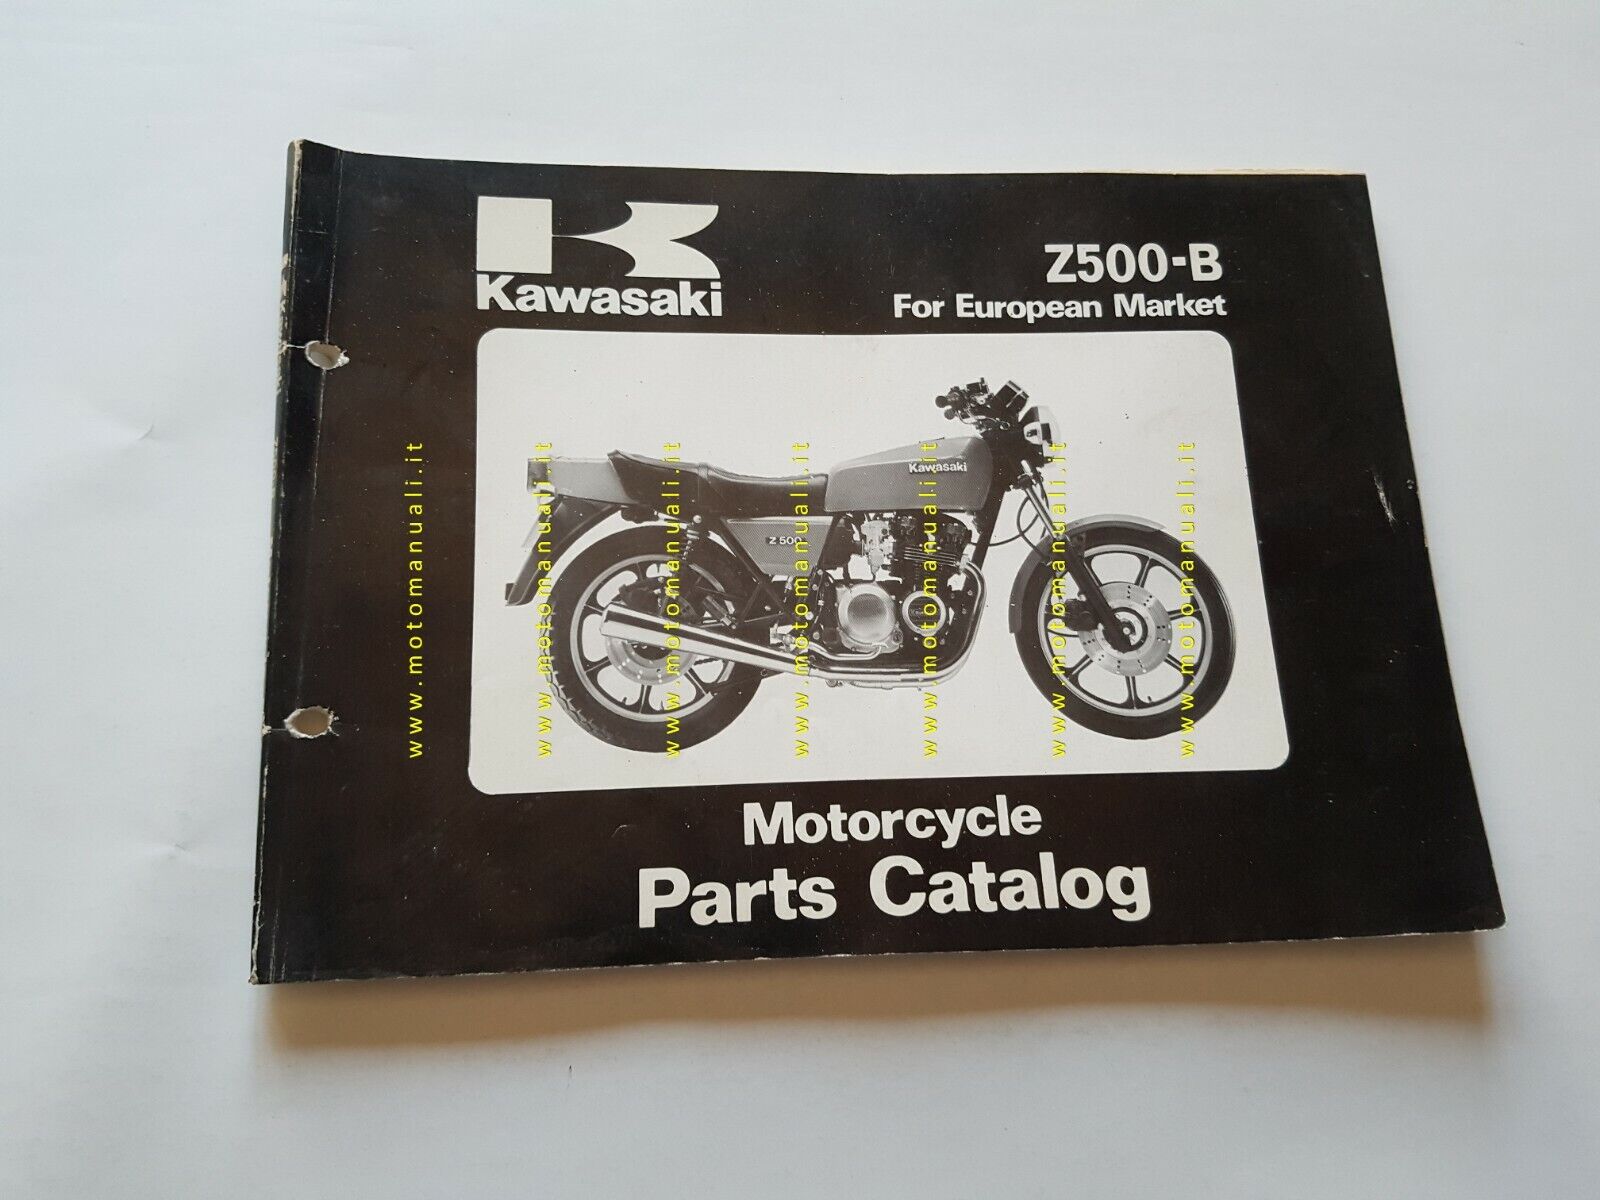 Kawasaki
Z500-B
For European Market
Kawasaki
Z 500
www.motomanuali.it
www.motomanuali.it
www.motomanuali.it
www.motomanuali.it
www.motomanuali.it
www.motomanuali.it
www.motomanuali.it
Motorcycle
Parts Catalog